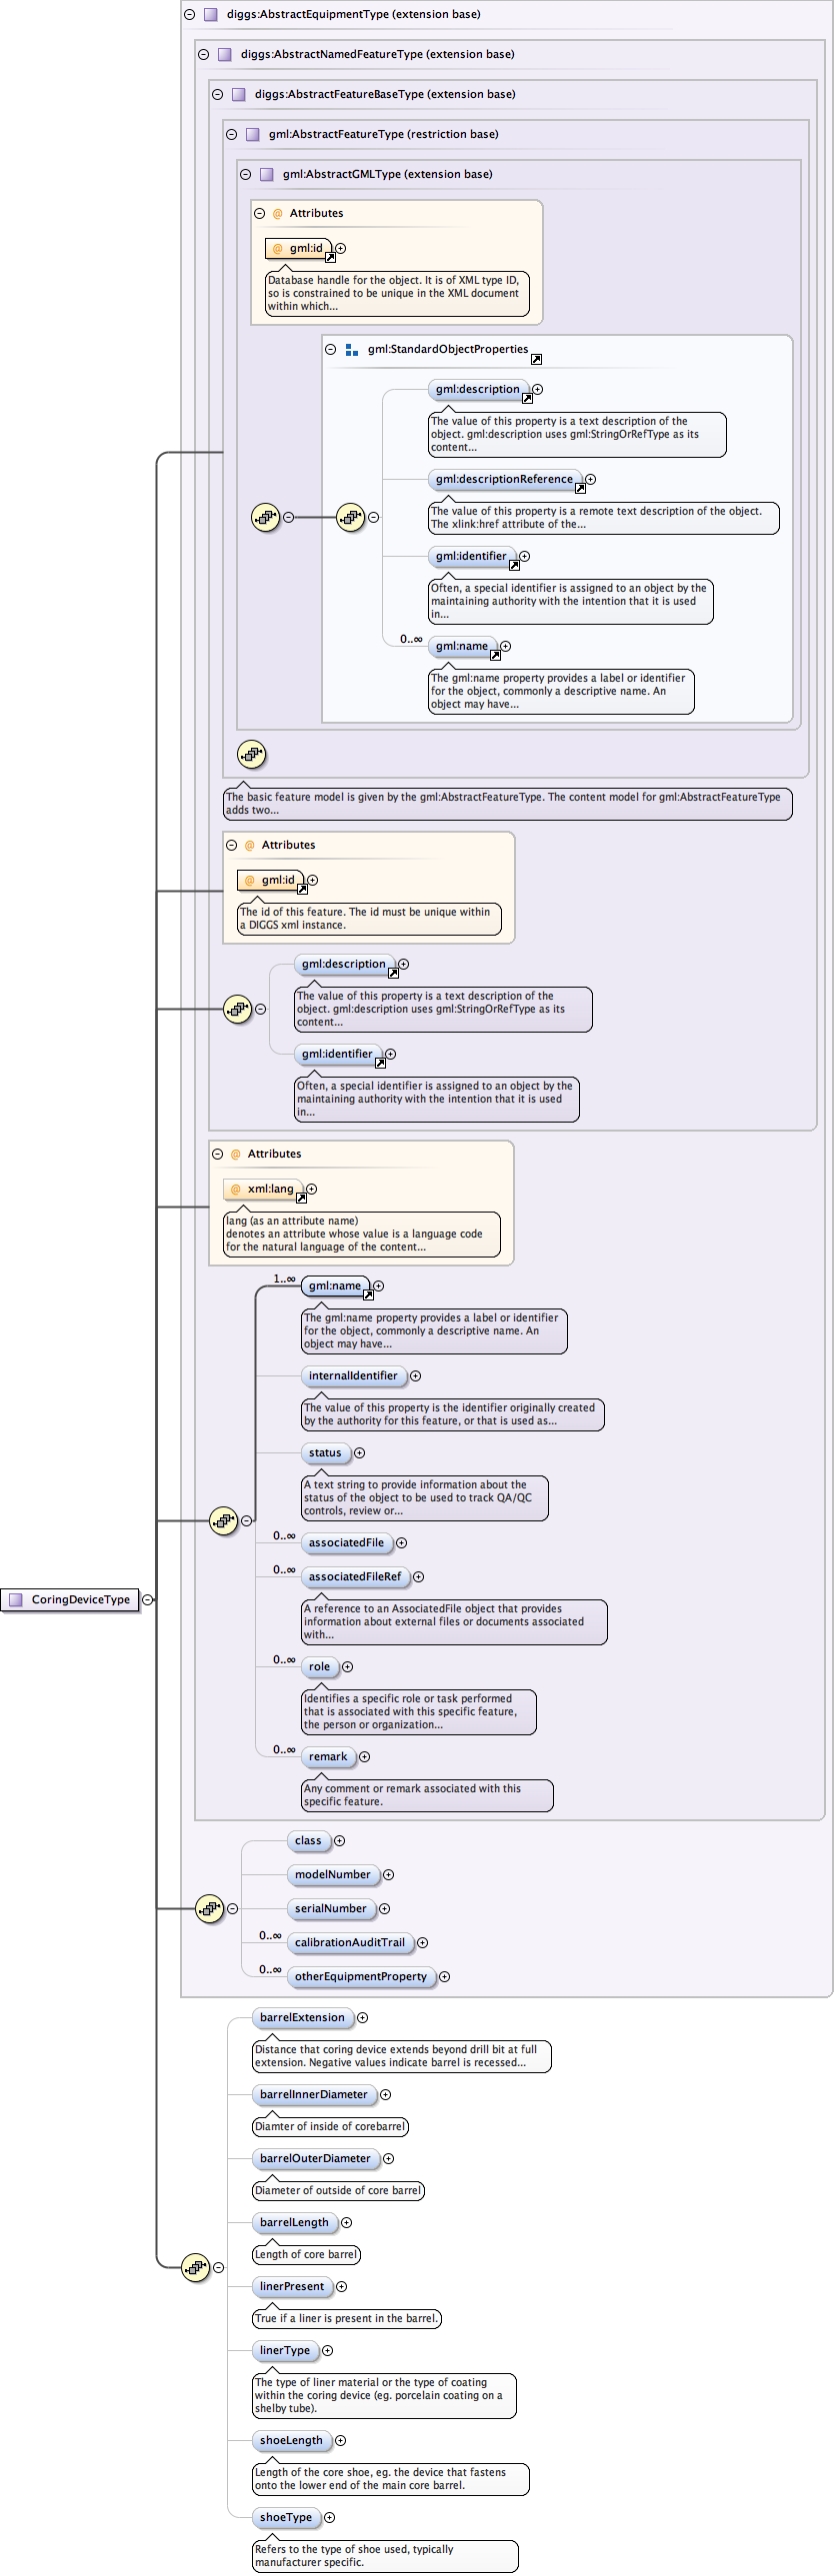 diggs:AbstractEquipmentType (extension base)
diggs:AbstractNamedFeatureType (extension base)
diggs:AbstractFeatureBaseType (extension base)
gml:AbstractFeatureType (restriction base)
gml:AbstractGMLType (extension base)
@ Attributes
@ gml:id
Database handle for the object. It is of XML type ID,
so is constrained to be unique in the XML document
within which...
gml:StandardObjectProperties
gml:description
The value of this property is a text description of the
object. gml:description uses gml:StringOrRefType as its
content...
gml:descriptionReference
The value of this property is a remote text description of the object.
The xlink:href attribute of the...
gml:identifier
Often, a special identifier is assigned to an object by the
maintaining authority with the intention that it is used
in...
0..∞ gml:name
The gml:name property provides a label or identifier
for the object, commonly a descriptive name. An
object may have...
The basic feature model is given by the gml:AbstractFeatureType. The content model for gml:AbstractFeatureType
adds two...
@ Attributes
@ gml:id
The id of this feature. The id must be unique within
a DIGGS xml instance.
gml:description
The value of this property is a text description of the
object. gml:description uses gml:StringOrRefType as its
content...
gml:identifier
Often, a special identifier is assigned to an object by the
maintaining authority with the intention that it is used
in...
@ Attributes
@ xml:lang
lang (as an attribute name)
denotes an attribute whose value is a language code
for the natural language of the content...
1..∞ gml:name
The gml:name property provides a label or identifier
for the object, commonly a descriptive name. An
object may have...
internalIdentifier
The value of this property is the identifier originally created
by the authority for this feature, or that is used as...
status
A text string to provide information about the
status of the object to be used to track QA/QC
controls, review or...
0..∞ associatedFile
0..∞ associatedFileRef
A reference to an AssociatedFile object that provides
information about external files or documents associated
with...
CoringDeviceType
0..∞ role
Identifies a specific role or task performed
that is associated with this specific feature,
the person or organization...
0..∞ remark
Any comment or remark associated with this
specific feature.
class
modelNumber
serialNumber
0..∞ calibrationAuditTrail
0..∞ otherEquipmentProperty
barrelExtension
Distance that coring device extends beyond drill bit at full
extension. Negative values indicate barrel is recessed...
barrelInnerDiameter
Diamter of inside of corebarrel
barrelOuterDiameter
Diameter of outside of core barrel
barrelLength
Length of core barrel
linerPresent
True if a liner is present in the barrel.
linerType
The type of liner material or the type of coating
within the coring device (eg. porcelain coating on a
shelby tube).
shoeLength
Length of the core shoe, eg. the device that fastens
onto the lower end of the main core barrel.
shoeType
Refers to the type of shoe used, typically
manufacturer specific.